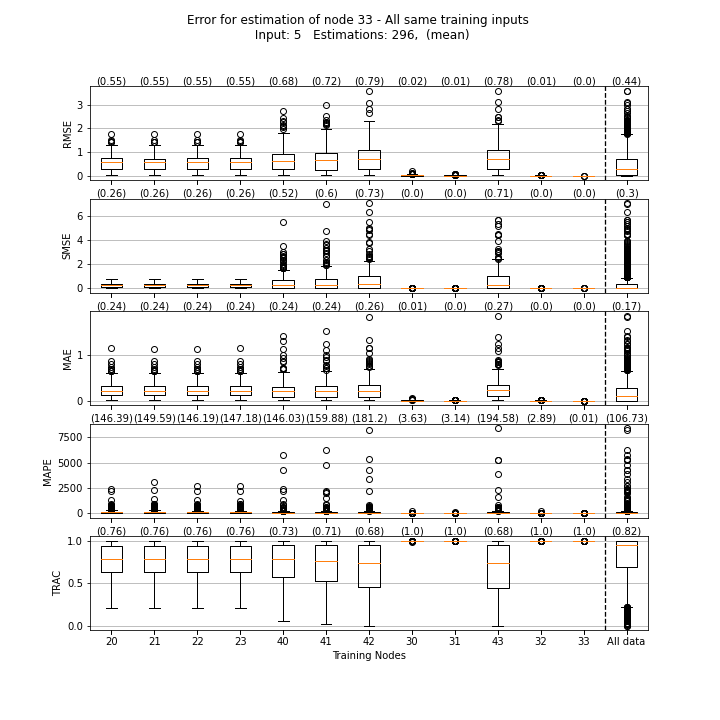 Error for estimation of node 33 - All same training inputs
Input: 5   Estimations: 296,  (mean)
(0.55) (0.55) (0.55) (0.55) (0.68) (0.72) (0.79) (0.02) (0.01) (0.78) (0.01) (0.0) (0.44)
3
2
1
0
RMSE
(0.26) (0.26) (0.26) (0.26) (0.52) (0.6) (0.73) (0.0) (0.0) (0.71) (0.0) (0.0) (0.3)
6
4
2
0
SMSE
(0.24) (0.24) (0.24) (0.24) (0.24) (0.24) (0.26) (0.01) (0.0) (0.27) (0.0) (0.0) (0.17)
1
0
MAE
(146.39) (149.59) (146.19) (147.18) (146.03) (159.88) (181.2) (3.63) (3.14) (194.58) (2.89) (0.01) (106.73)
7500
5000
2500
0
MAPE
(0.76) (0.76) (0.76) (0.76) (0.73) (0.71) (0.68) (1.0) (1.0) (0.68) (1.0) (1.0) (0.82)
1.0
0.5
0.0
TRAC
20 21 22 23 40 41 42 30 31 43 32 33 All data
Training Nodes